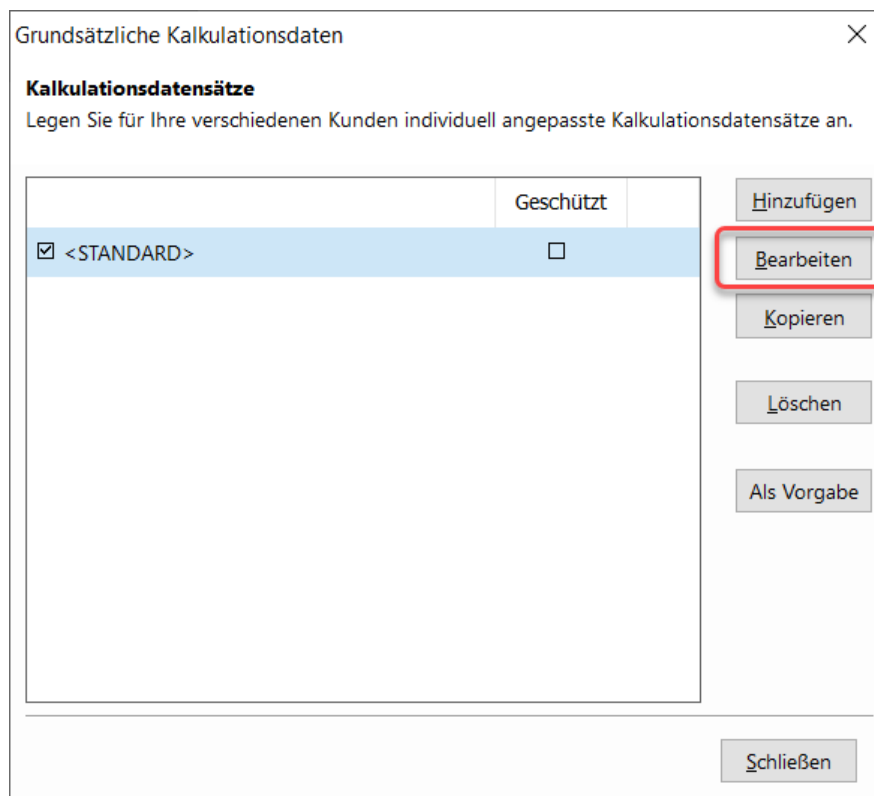 Grundsätzliche Kalkulationsdaten
Kalkulationsdatensätze
Legen Sie für Ihre verschiedenen Kunden individuell angepasste Kalkulationsdatensätze an.
Geschützt
<STANDARD>
Hinzufügen
Bearbeiten
Kopieren
Löschen
Als Vorgabe
Schließen